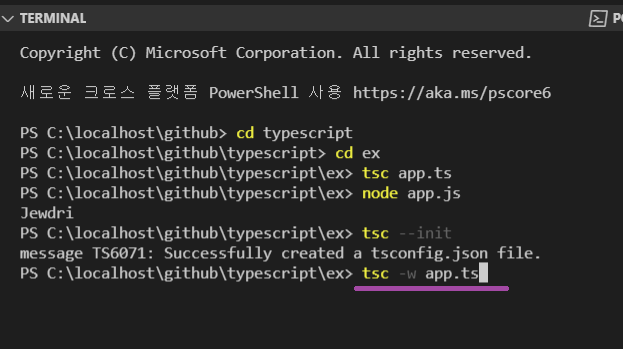 TERMINAL
Copyright (C) Microsoft Corporation. All rights reserved.
새로운 크로스 플랫폼 PowerShell 사용 https://aka.ms/pscore6
PS C:\localhost\github> cd typescript
PS C:\localhost\github\typescript> cd ex
PS C:\localhost\github\typescript\ex> tsc app.ts
PS C:\localhost\github\typescript\ex> node app.js
Jewdri
PS C:\localhost\github\typescript\ex> tsc --init
message TS6071: Successfully created a tsconfig.json file.
PS C:\localhost\github\typescript\ex> tsc -w app.ts